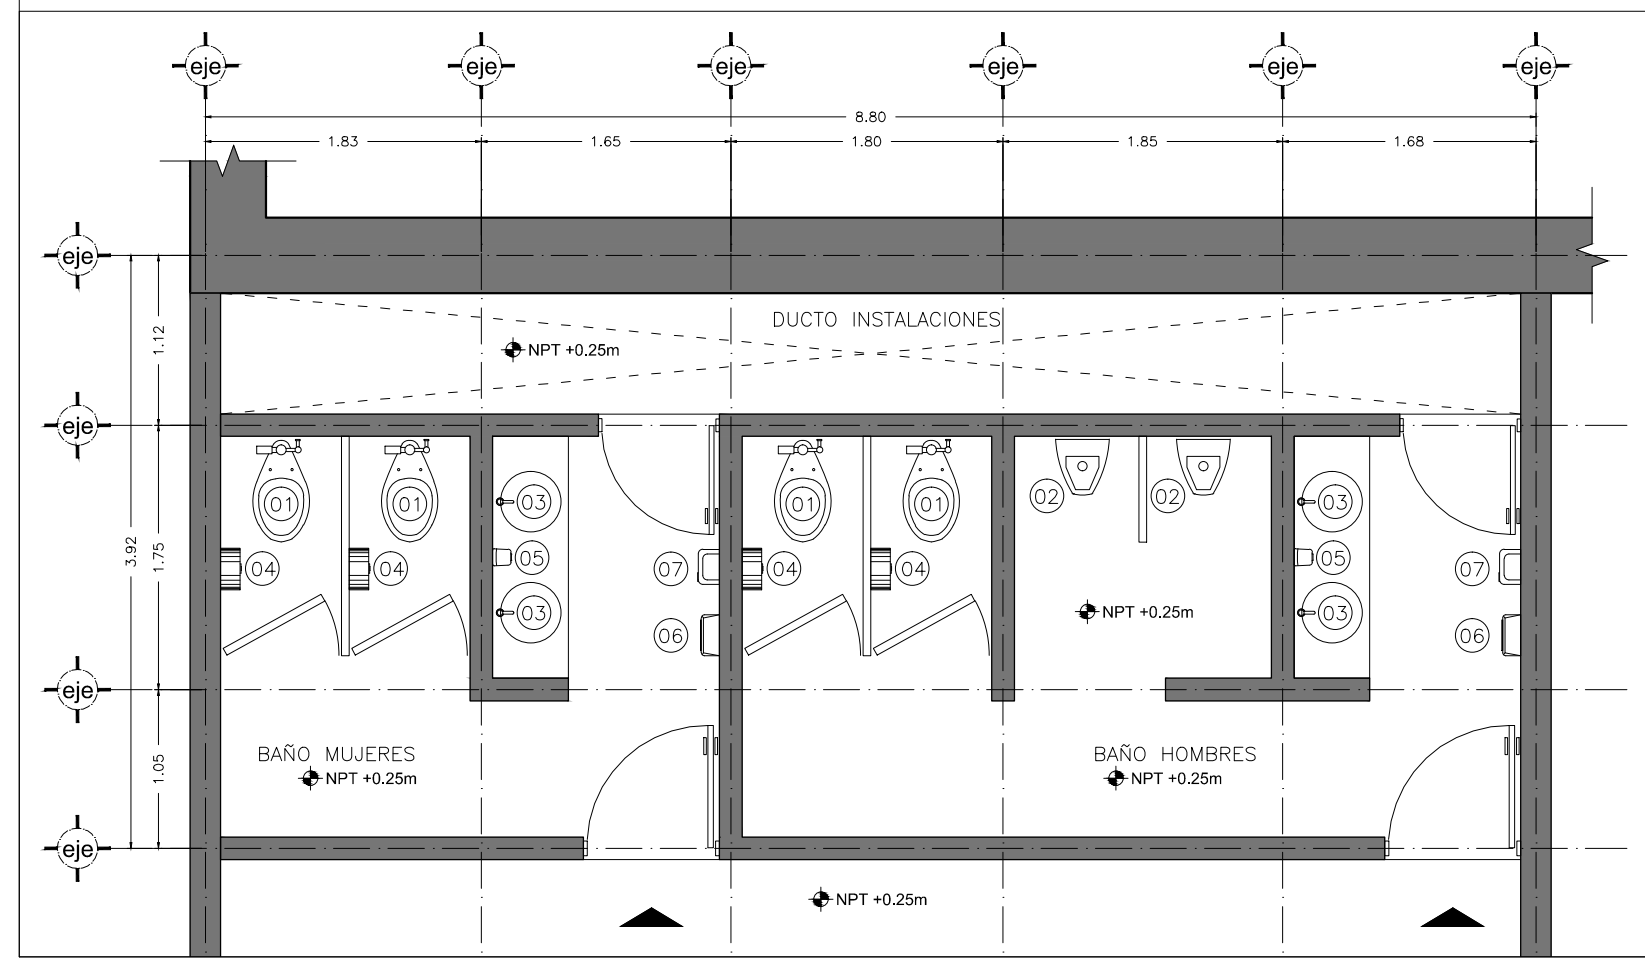 eje eje eje eje eje eje
8.80
1.83 1.65 1.80 1.85 1.68
eje
1.12
DUCTO INSTALACIONES
NPT +0.25m
eje
01 01 03 01 01 02 02 03
3.92
1.75
04 04 05 07 04 04 05 07
03 NPT +0.25m 03
06 06
eje
1.05
BAÑO MUJERES BAÑO HOMBRES
NPT +0.25m NPT +0.25m
eje
NPT +0.25m